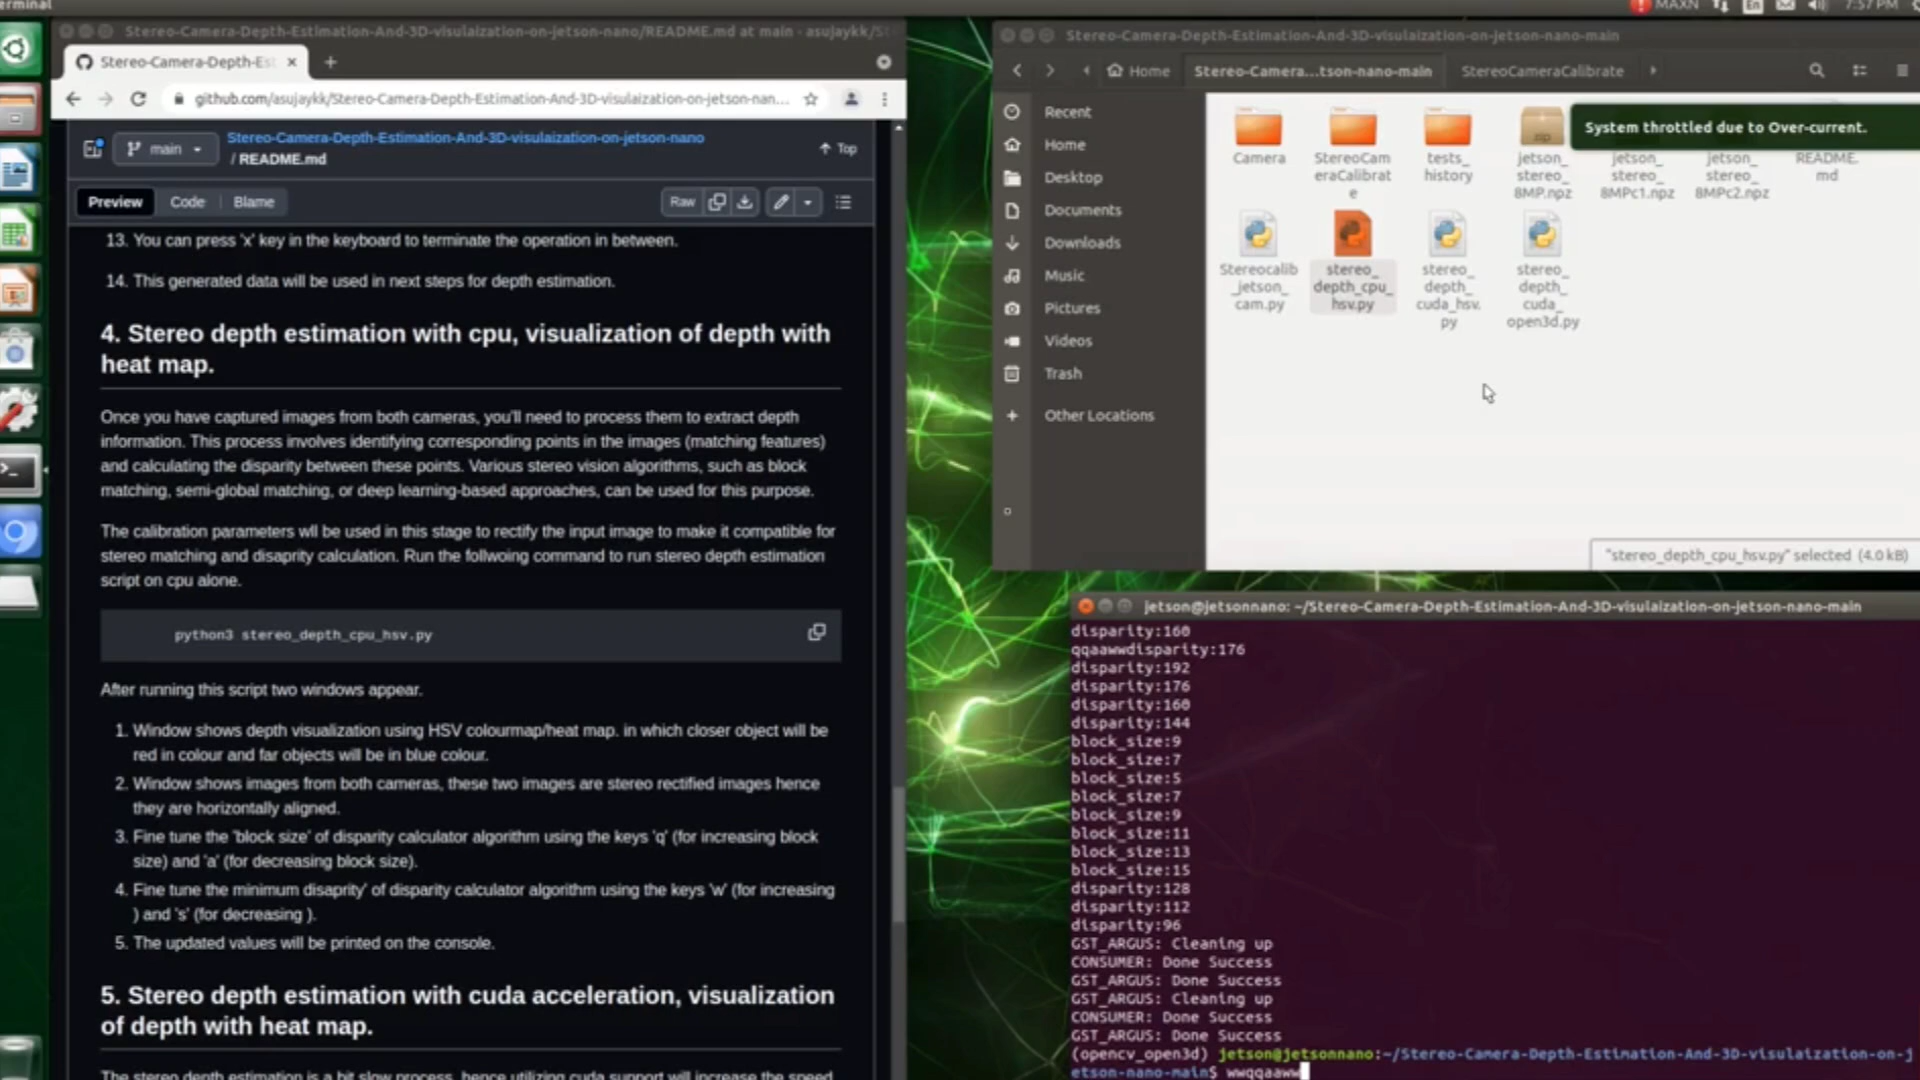 MAXN
En
7:57 PM
Stereo-Camera-Depth-Estimation-And-3D-visulaization-on-jetson-nano/README.md at main - asujaykk/
Stereo-Camera-Depth-Est
github.com/asujaykk/Stereo-Camera-Depth-Estimation-And-3D-visulaization-on-jetson-nan...
main
Stereo-Camera-Depth-Estimation-And-3D-visulaization-on-jetson-nano
/ README.md
Top
Preview Code Blame Raw
13. You can press 'x' key in the keyboard to terminate the operation in between.
14. This generated data will be used in next steps for depth estimation.
4. Stereo depth estimation with cpu, visualization of depth with
heat map.
Once you have captured images from both cameras, you'll need to process them to extract depth
information. This process involves identifying corresponding points in the images (matching features)
and calculating the disparity between these points. Various stereo vision algorithms, such as block
matching, semi-global matching, or deep learning-based approaches, can be used for this purpose.
The calibration parameters wll be used in this stage to rectify the input image to make it compatible for
stereo matching and disaprity calculation. Run the follwoing command to run stereo depth estimation
script on cpu alone.
python3 stereo_depth_cpu_hsv.py
After running this script two windows appear.
1. Window shows depth visualization using HSV colourmap/heat map. in which closer object will be
red in colour and far objects will be in blue colour.
2. Window shows images from both cameras, these two images are stereo rectified images hence
they are horizontally aligned.
3. Fine tune the 'block size' of disparity calculator algorithm using the keys 'q' (for increasing block
size) and 'a' (for decreasing block size).
4. Fine tune the minimum disaprity' of disparity calculator algorithm using the keys 'w' (for increasing
) and 's' (for decreasing ).
5. The updated values will be printed on the console.
5. Stereo depth estimation with cuda acceleration, visualization
of depth with heat map.
The stereo depth estimation is a bit slow process, hence utilizing cuda support will increase the speed
Stereo-Camera-Depth-Estimation-And-3D-visulaization-on-jetson-nano-main
Home Stereo-Camera...tson-nano-main StereoCameraCalibrate
Recent
Home
Desktop
Documents
Downloads
Music
Pictures
Videos
Trash
Other Locations
System throttled due to Over-current.
zip
Camera
StereoCam
eraCalibrat
e
tests_
history
jetson_
stereo_
8MP.npz
jetson_
stereo_
8MPc1.npz
jetson_
stereo_
8MPc2.npz
README.
md
Stereocalib
_jetson_
cam.py
stereo_
depth_cpu_
hsv.py
stereo_
depth_
cuda_hsv.
py
stereo_
depth_
cuda_
open3d.py
"stereo_depth_cpu_hsv.py" selected (4.0 kB)
jetson@jetsonnano: ~/Stereo-Camera-Depth-Estimation-And-3D-visulaization-on-jetson-nano-main
disparity:160
qqaawwdisparity:176
disparity:192
disparity:176
disparity:160
disparity:144
block_size:9
block_size:7
block_size:5
block_size:7
block_size:9
block_size:11
block_size:13
block_size:15
disparity:128
disparity:112
disparity:96
GST_ARGUS: Cleaning up
CONSUMER: Done Success
GST_ARGUS: Done Success
GST_ARGUS: Cleaning up
CONSUMER: Done Success
GST_ARGUS: Done Success
(opencv_open3d) jetson@jetsonnano:~/Stereo-Camera-Depth-Estimation-And-3D-visulaization-on-j
etson-nano-main$ wwqqaaww